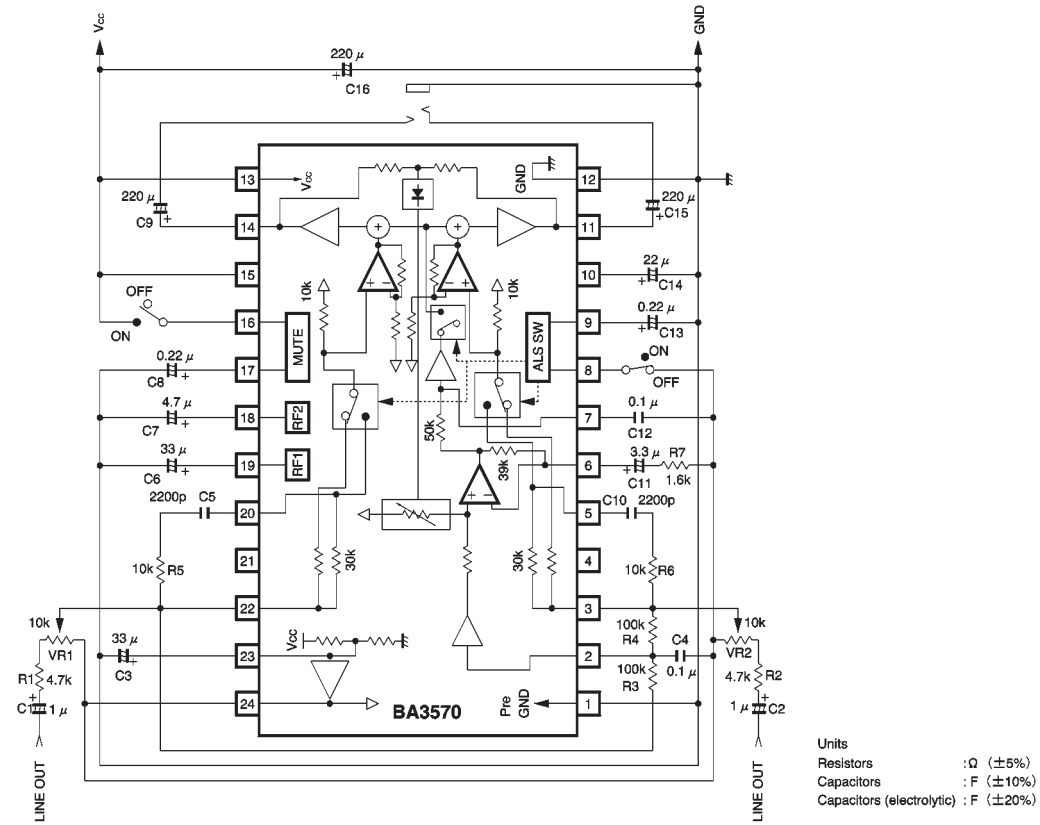 Vcc
GND
220 μ
+
C16
13
Vcc
GND
12
220 μ
C9
+
14
+
+
11
220 μ
+
C15
15
10k
+ -
+ -
10k
10
22 μ
+
C14
OFF
ON
16
MUTE
ALS SW
9
0.22 μ
+
C13
0.22 μ
C8
+
17
8
ON
OFF
4.7 μ
C7
+
18
RF2
50k
7
0.1 μ
C12
33 μ
C6
+
19
RF1
39k
+ -
6
3.3 μ
+
C11
R7
1.6k
2200p
C5
20
5
C10
2200p
10k
R5
21
30k
30k
4
10k
R6
22
3
10k
VR1
100k
R4
C4
0.1 μ
10k
VR2
33 μ
C3
+
23
Vcc
2
100k
R3
R1
4.7k
4.7k
R2
+
C1
1 μ
24
BA3570
Pre
GND
1
+
1 μ
C2
LINE OUT
LINE OUT
Units
Resistors : Ω (±5%)
Capacitors : F (±10%)
Capacitors (electrolytic) : F (±20%)